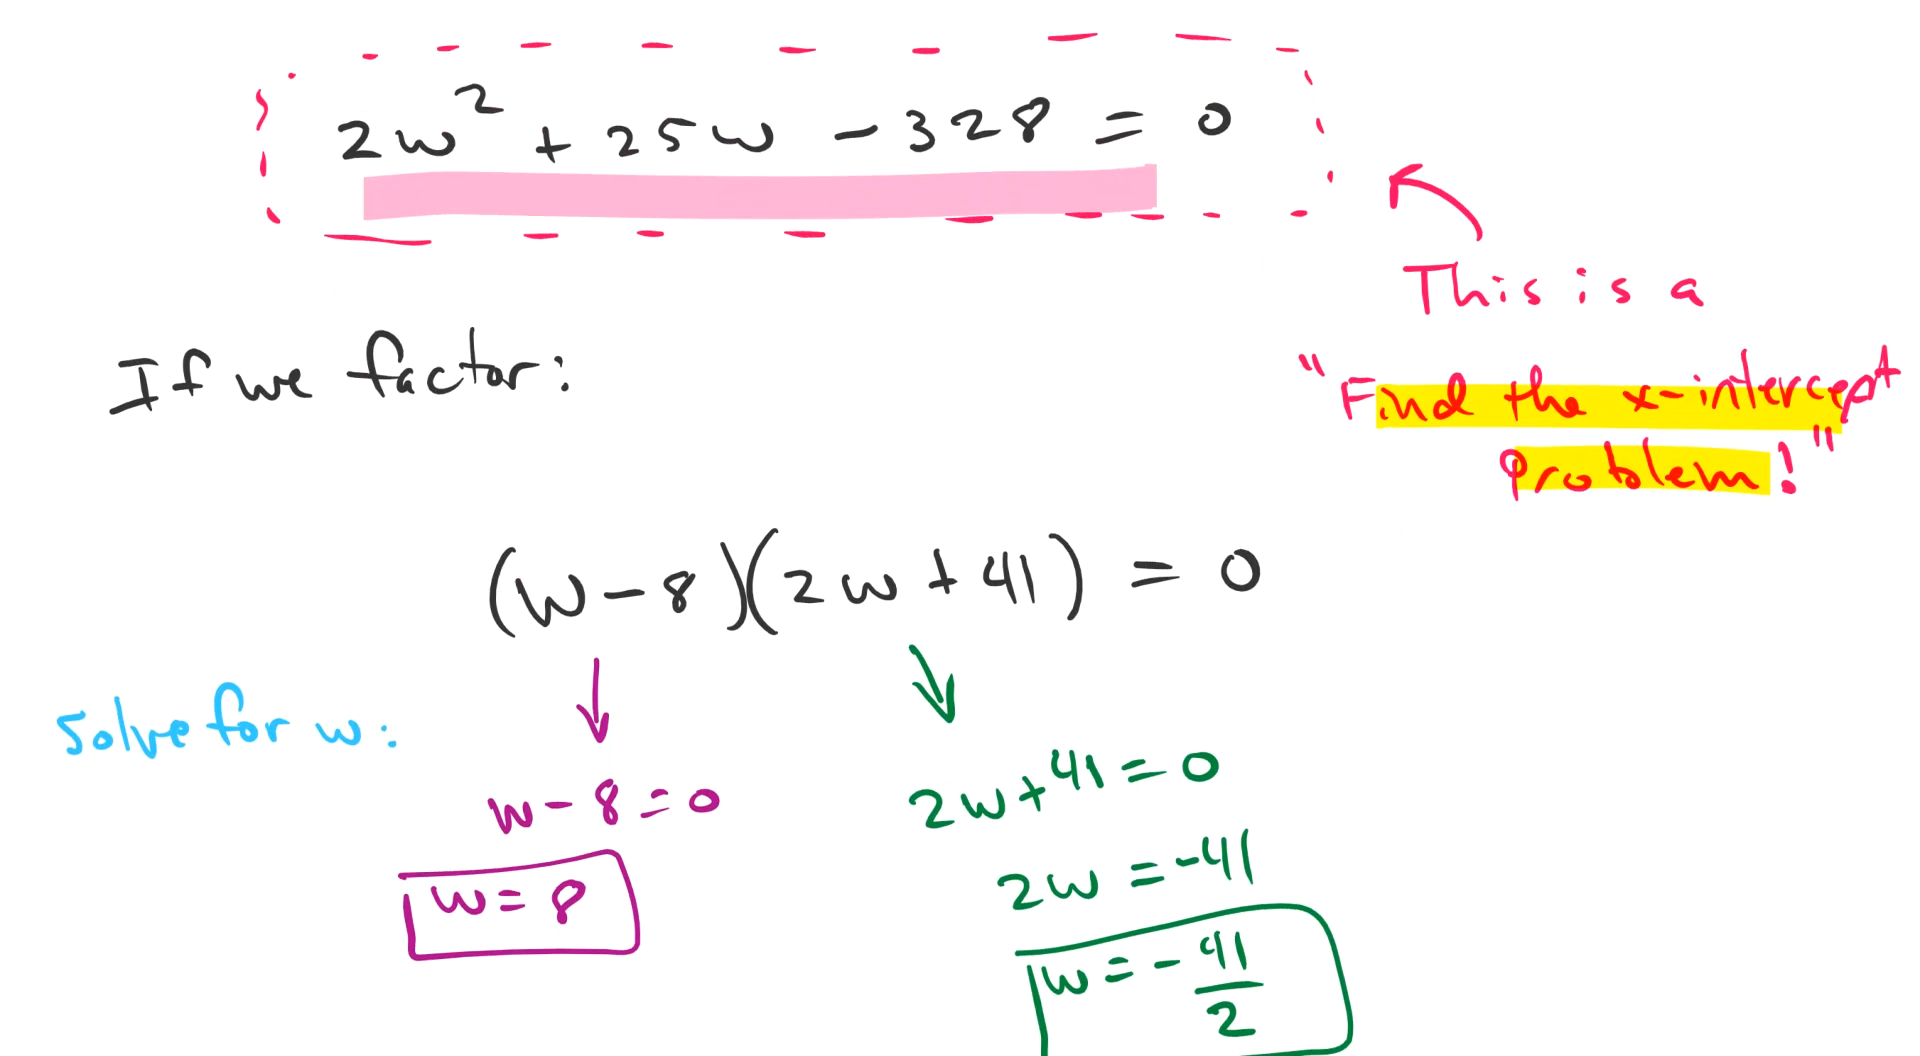 2w² + 25w - 328 = 0
This is a
"Find the x-intercept
Problem!"
If we factor:
(w-8)(2w+41) = 0
Solve for w:
w-8=0
w=8
2w+41=0
2w=-41
w=-41/2